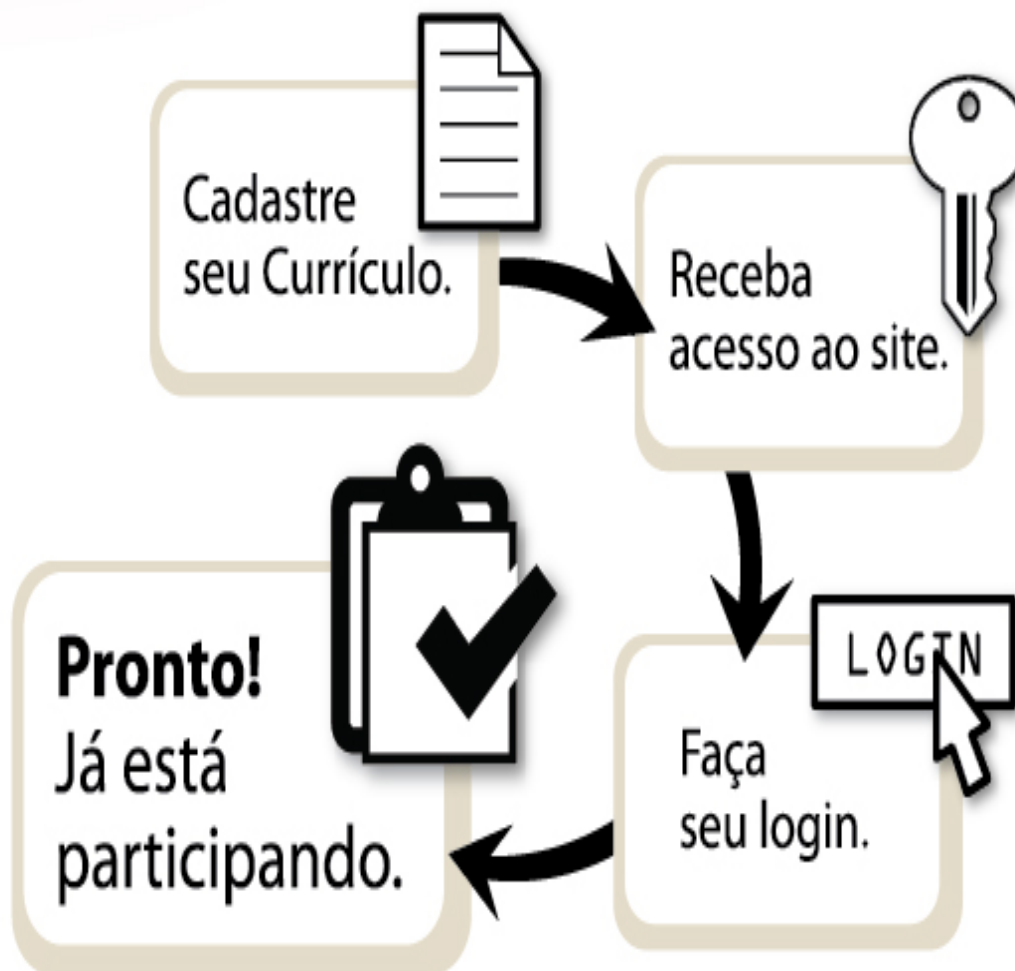 Cadastre
seu Currículo.
Receba
acesso ao site.
LOGIN
Faça
seu login.
Pronto!
Já está
participando.